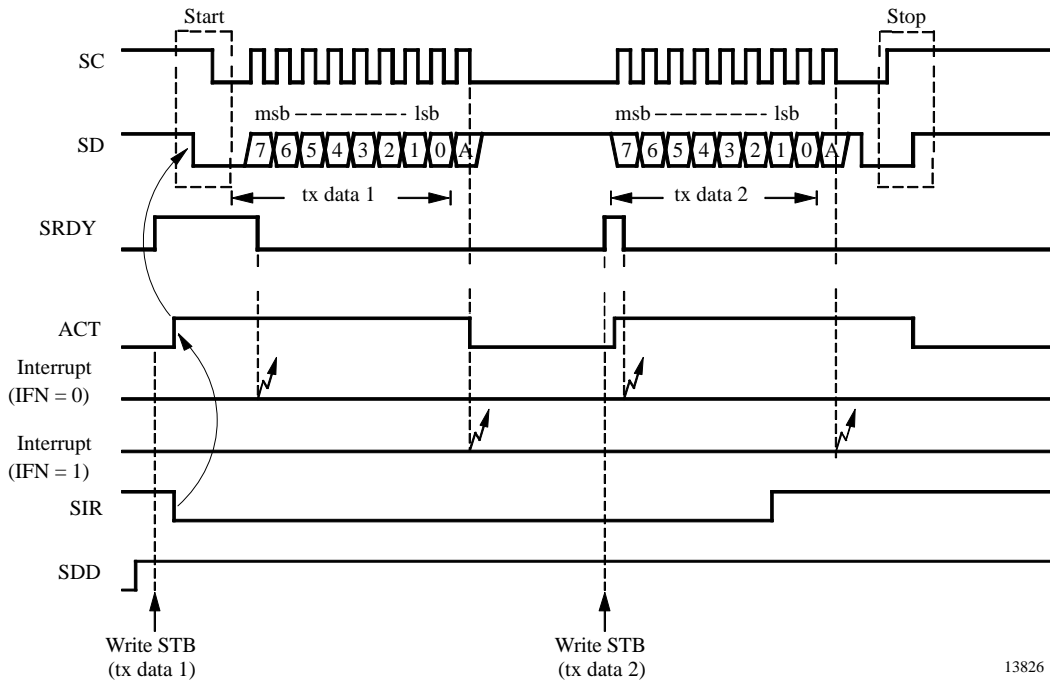 Start
Stop
SC
msb lsb
msb lsb
SD
7 6 5 4 3 2 1 0 A
7 6 5 4 3 2 1 0 A
tx data 1
tx data 2
SRDY
ACT
Interrupt
(IFN = 0)
Interrupt
(IFN = 1)
SIR
SDD
Write STB
(tx data 1)
Write STB
(tx data 2)
13826